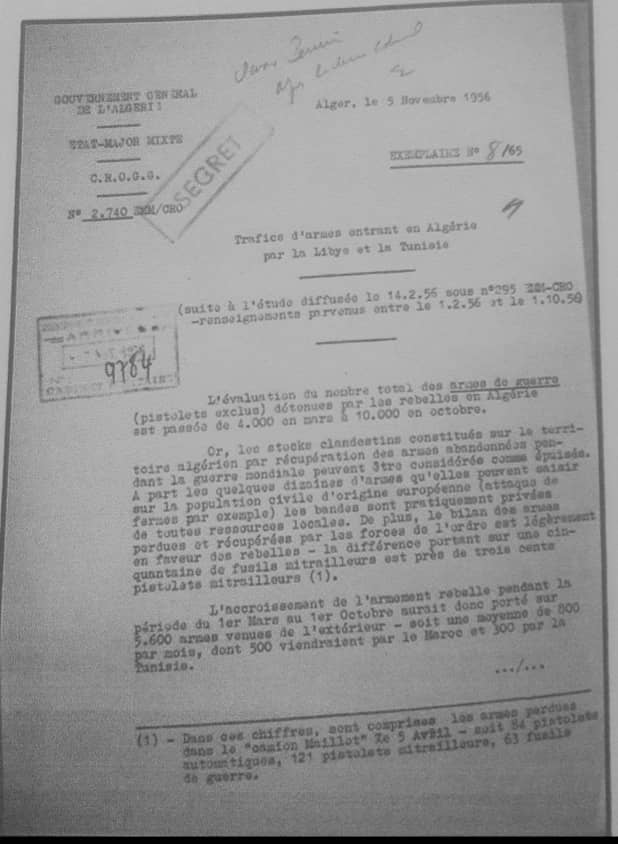 GOUVERNEMENT GENERAL
DE L'ALGERIE
Alger, le 5 Novembre 1956
ETAT-MAJOR MIXTE
EXEMPLAIRE N° 8/65
C.R.O.G.G.
SECRET
N° 2.740 EMM/CRO
Trafics d'armes entrant en Algérie
par la Libye et la Tunisie
(suite à l'étude diffusée le 14.2.56 sous n°295 EMM-CRO
-renseignements parvenus entre le 1.2.56 et le 1.10.56
9784
CABINET
L'évaluation du nombre total des armes de guerre
(pistolets exclus) détenues par les rebelles en Algérie
est passée de 4.000 en mars à 10.000 en octobre.
Or, les stocks clandestins constitués sur le terri-
toire algérien par récupération des armes abandonnées pen-
dant la guerre mondiale peuvent être considérés comme épuisés.
A part les quelques dizaines d'armes qu'elles peuvent saisir
sur la population civile d'origine européenne (attaque de
fermes par exemple) les bandes sont pratiquement privées
de toutes ressources locales. De plus, le bilan des armes
perdues et récupérées par les forces de l'ordre est légèrement
en faveur des rebelles - la différence portant sur une cin-
quantaine de fusils mitrailleurs est près de trois cents
pistolets mitrailleurs (1).
L'accroissement de l'armement rebelle pendant la
période du 1er Mars au 1er Octobre aurait donc porté sur
5.600 armes venues de l'extérieur - soit une moyenne de 800
par mois, dont 500 viendraient par le Maroc et 300 par la
Tunisie.
.../...
(1) - Dans ces chiffres, sont comprises les armes perdues
dans le "camion Maillot" le 5 Avril - soit 84 pistolets
automatiques, 121 pistolets mitrailleurs, 63 fusils
de guerre.